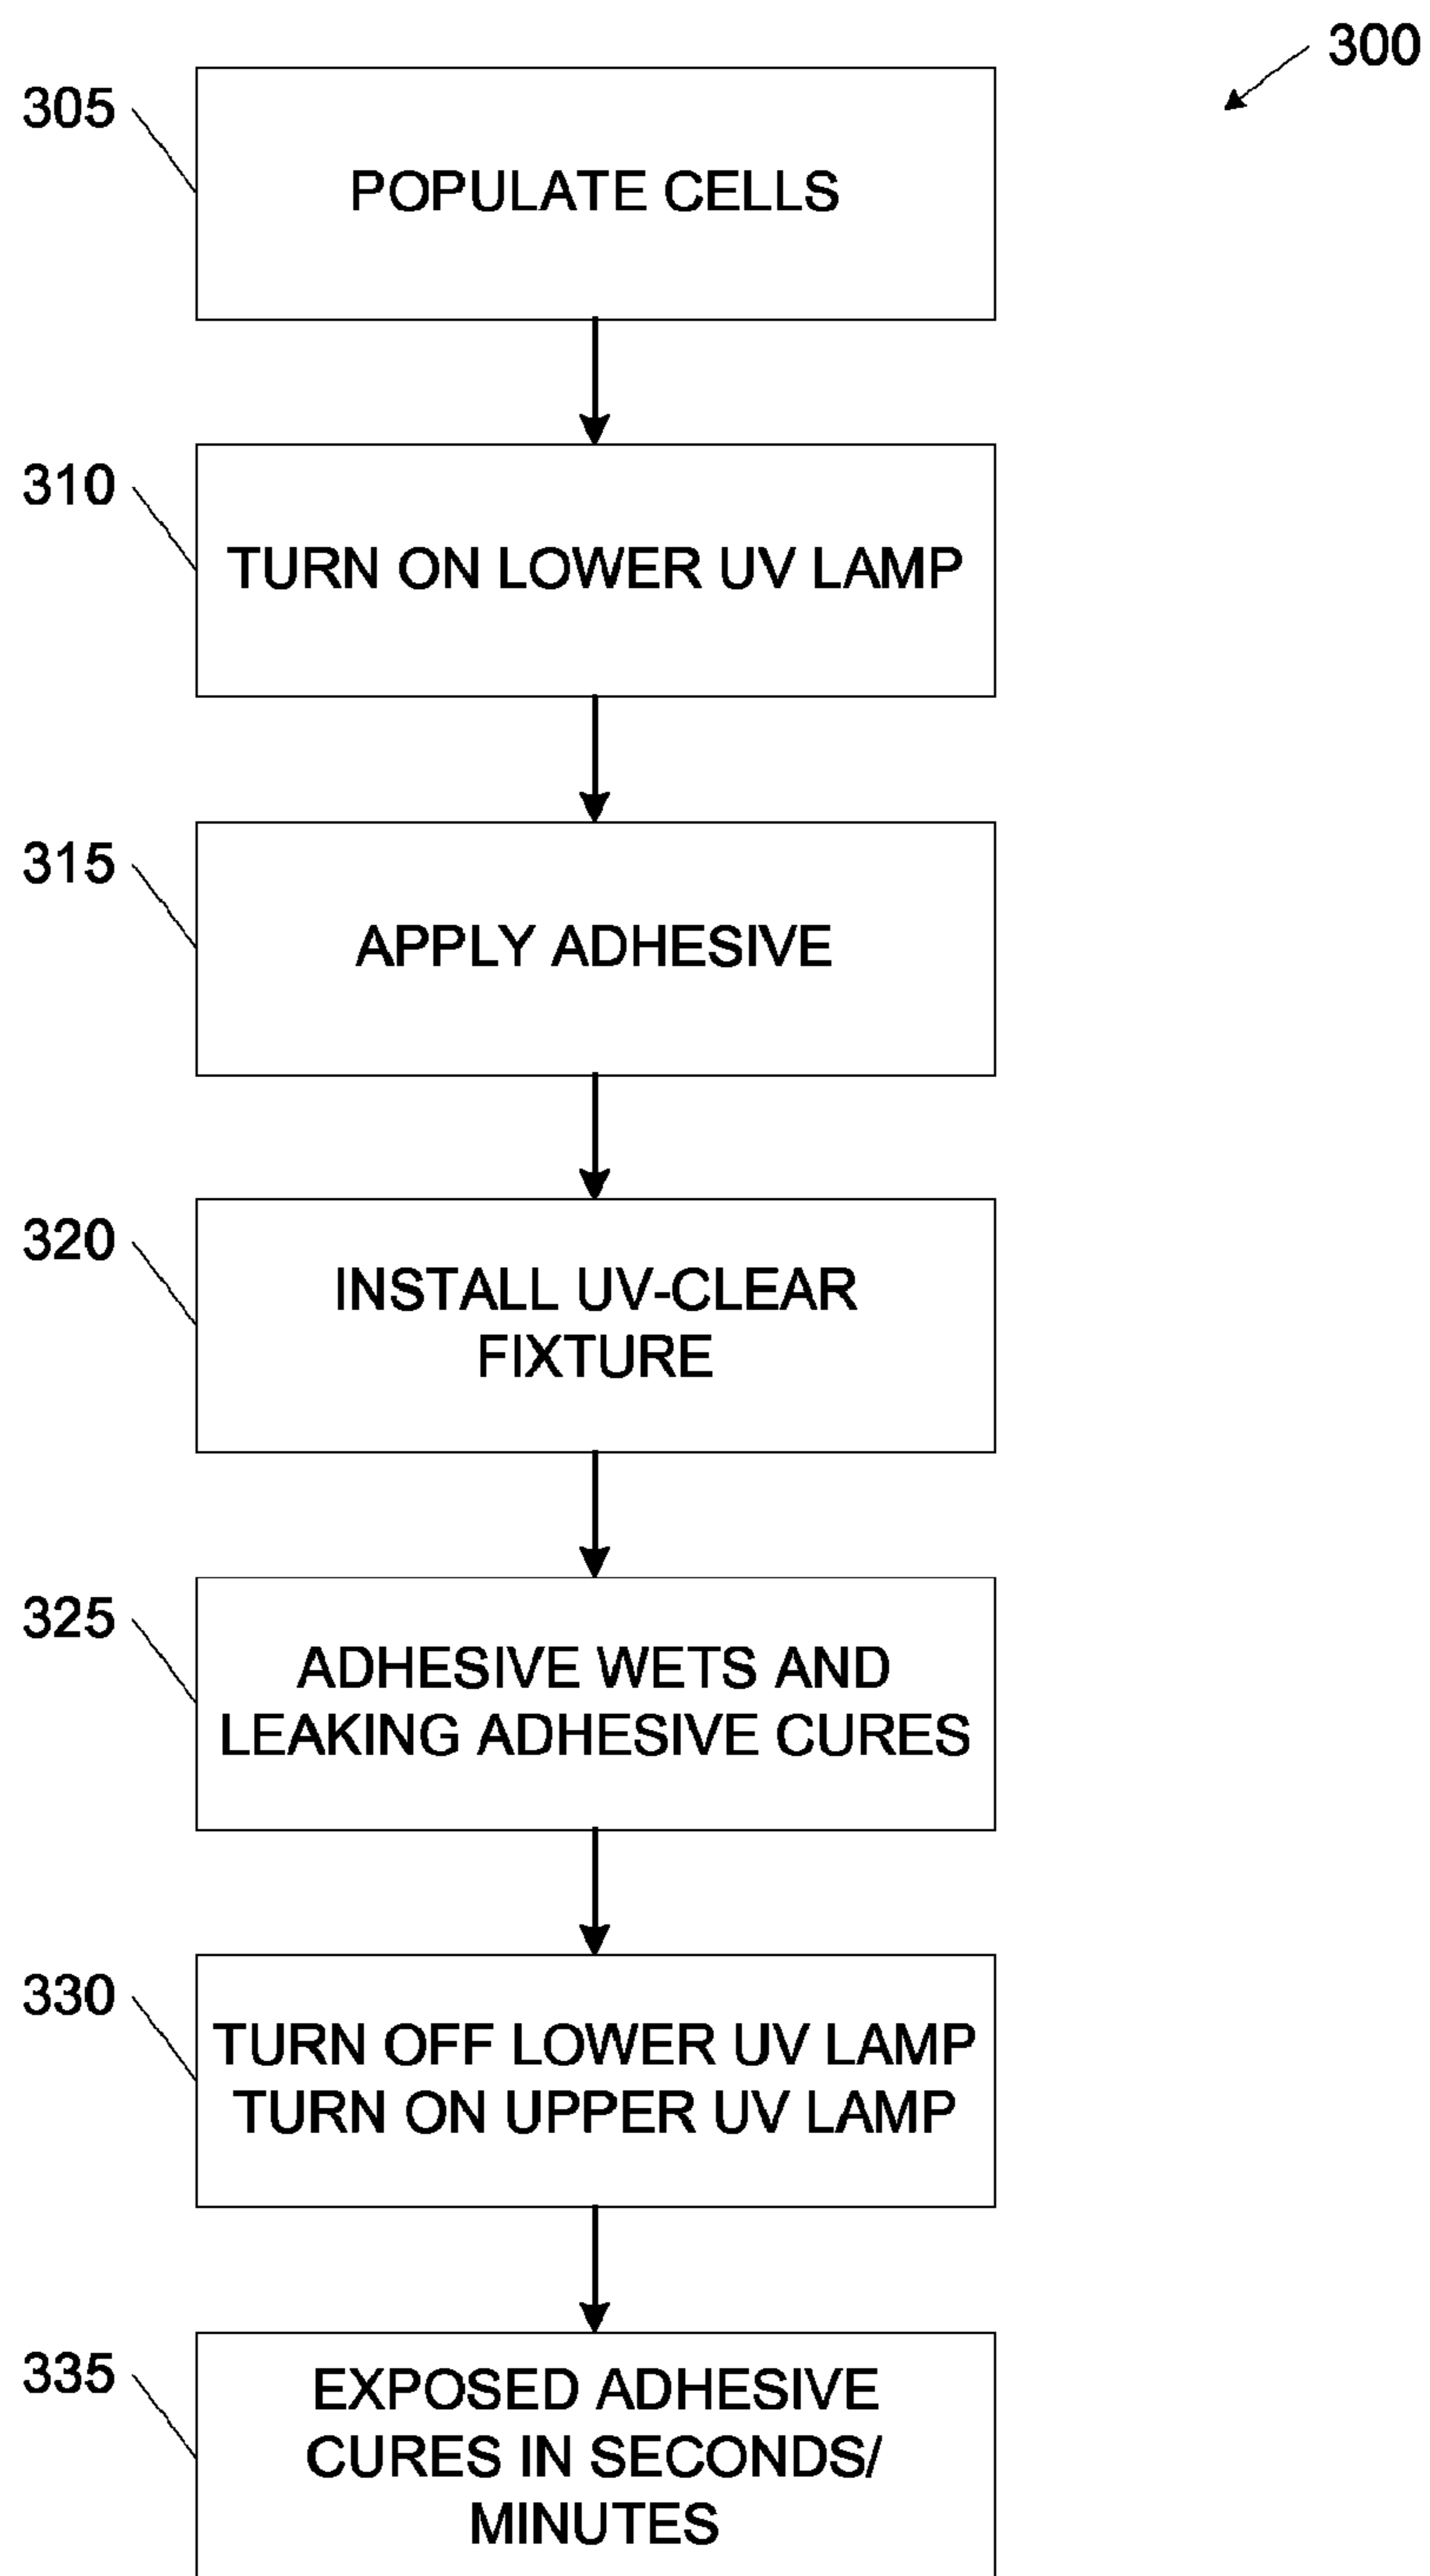 300
305
POPULATE CELLS
310
TURN ON LOWER UV LAMP
315
APPLY ADHESIVE
320
INSTALL UV-CLEAR
FIXTURE
325
ADHESIVE WETS AND
LEAKING ADHESIVE CURES
330
TURN OFF LOWER UV LAMP
TURN ON UPPER UV LAMP
335
EXPOSED ADHESIVE
CURES IN SECONDS/
MINUTES